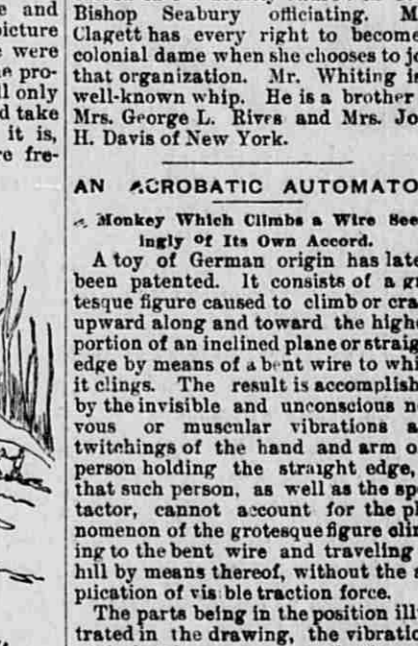 e and
picture
e were
e pro-
ll only
d take
it is,
re fre-
Bishop Seabury officiating. M
Clagett has every right to become
colonial dame when she chooses to jo
that organization. Mr. Whiting is
well-known whip. He is a brother
Mrs. George L. Rives and Mrs. Jo
H. Davis of New York.
AN ACROBATIC AUTOMATO
A Monkey Which Climbs a Wire See
ingly Of Its Own Accord.
A toy of German origin has late
been patented. It consists of a gr
tesque figure caused to climb or cra
upward along and toward the highe
portion of an inclined plane or straig
edge by means of a bent wire to whi
it clings. The result is accomplish
by the invisible and unconscious n
vous or muscular vibrations a
twitchings of the hand and arm o
person holding the straight edge,
that such person, as well as the spe
tactor, cannot account for the ph
nomenon of the grotesque figure clin
ing to the bent wire and traveling
hill by means thereof, without the a
plication of visible traction force.
The parts being in the position ill
trated in the drawing, the vibratio